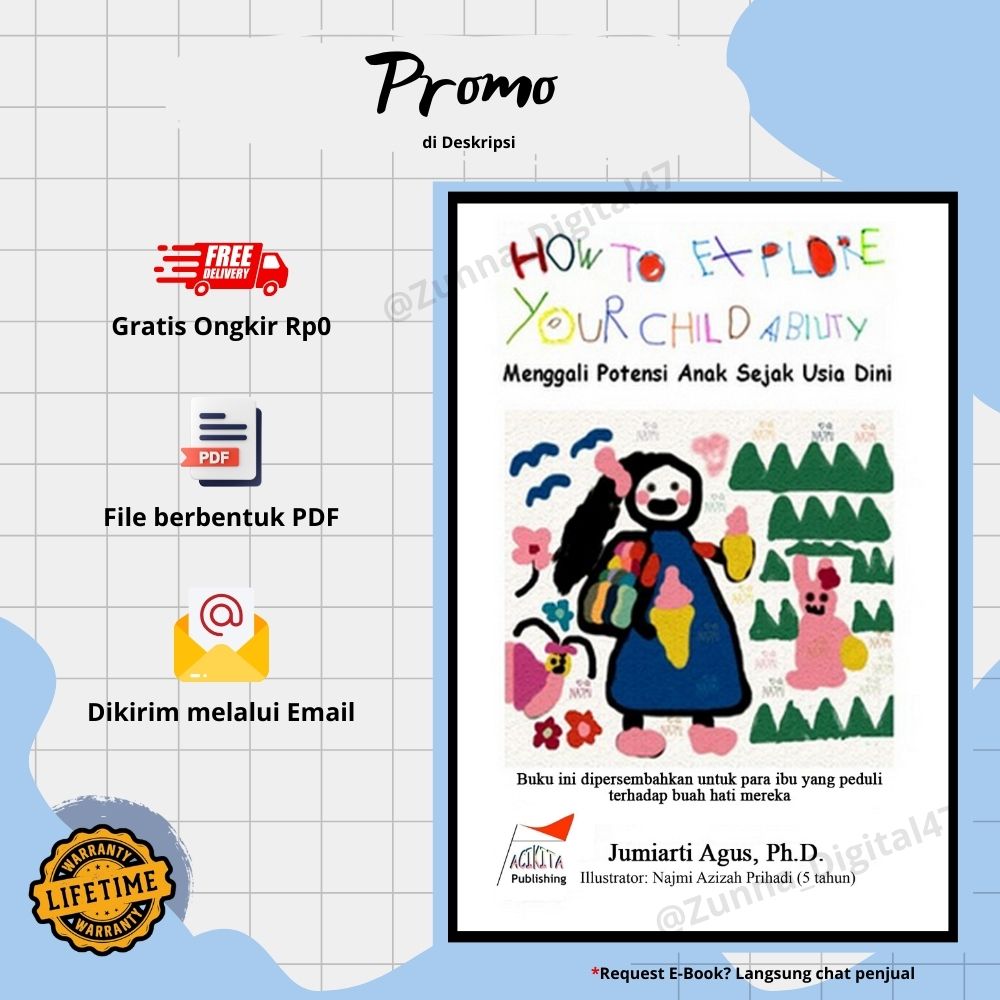 Promo
di Deskripsi
@Zunna_Digital47
FREE
DELIVERY
Gratis Ongkir Rp0
PDF
File berbentuk PDF
@
Dikirim melalui Email
WARRANTY
LIFETIME
WARRANTY
HOW TO EXPLORE
YOUR CHILD ABILITY
Menggali Potensi Anak Sejak Usia Dini
NAJMI
Buku ini dipersembahkan untuk para ibu yang peduli
terhadap buah hati mereka
ACIKITA
Publishing
Jumiarti Agus, Ph.D.
Illustrator: Najmi Azizah Prihadi (5 tahun)
@Zunna_Digital47
*Request E-Book? Langsung chat penjual